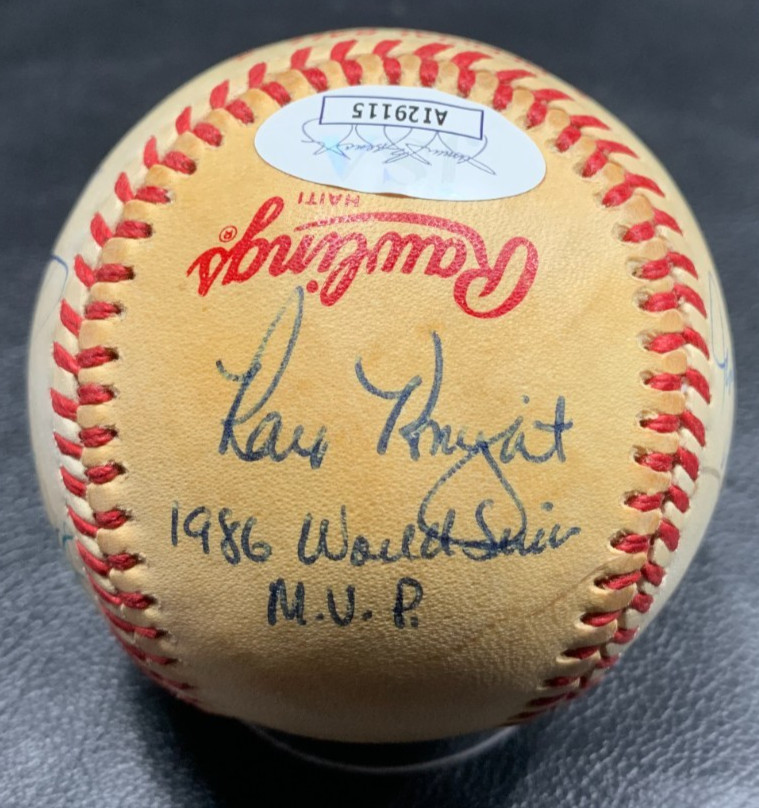 AI29115
HAITI
Rawlings®
Ray Knight
1986 World Series
M.V.P.